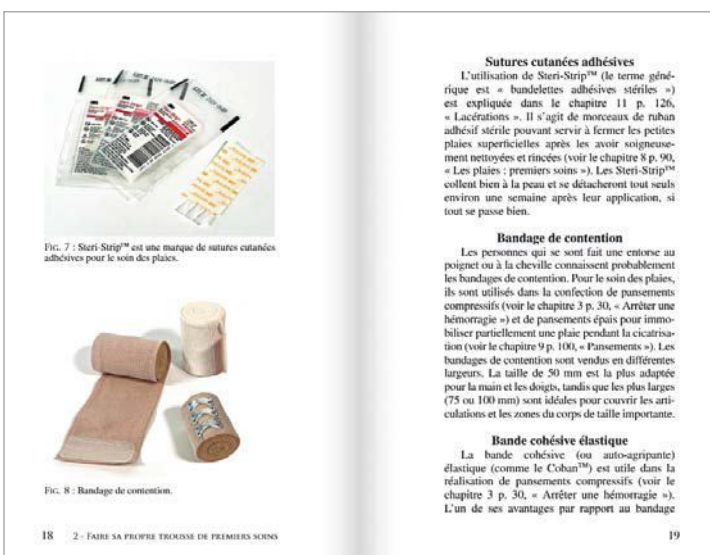 FIG. 7 : Steri-Strip™ est une marque de sutures cutanées
adhésives pour le soin des plaies.
FIG. 8 : Bandage de contention.
18 2 - FAIRE SA PROPRE TROUSSE DE PREMIERS SOINS
Sutures cutanées adhésives
L’utilisation de Steri-Strip™ (le terme géné-
rique est « bandelettes adhésives stériles »)
est expliquée dans le chapitre 11 p. 126,
« Lacérations ». Il s’agit de morceaux de ruban
adhésif stérile pouvant servir à fermer les petites
plaies superficielles après les avoir soigneuse-
ment nettoyées et rincées (voir le chapitre 8 p. 90,
« Les plaies : premiers soins »). Les Steri-Strip™
collent bien à la peau et se détacheront tout seuls
environ une semaine après leur application, si
tout se passe bien.
Bandage de contention
Les personnes qui se sont fait une entorse au
poignet ou à la cheville connaissent probablement
les bandages de contention. Pour le soin des plaies,
ils sont utilisés dans la confection de pansements
compressifs (voir le chapitre 3 p. 30, « Arrêter une
hémorragie ») et de pansements épais pour immo-
biliser partiellement une plaie pendant la cicatrisa-
tion (voir le chapitre 9 p. 100, « Pansements »). Les
bandages de contention sont vendus en différentes
largeurs. La taille de 50 mm est la plus adaptée
pour la main et les doigts, tandis que les plus larges
(75 ou 100 mm) sont idéales pour couvrir les arti-
culations et les zones du corps de taille importante.
Bande cohésive élastique
La bande cohésive (ou auto-agripante)
élastique (comme le Coban™) est utile dans la
réalisation de pansements compressifs (voir le
chapitre 3 p. 30, « Arrêter une hémorragie »).
L’un de ses avantages par rapport au bandage
19